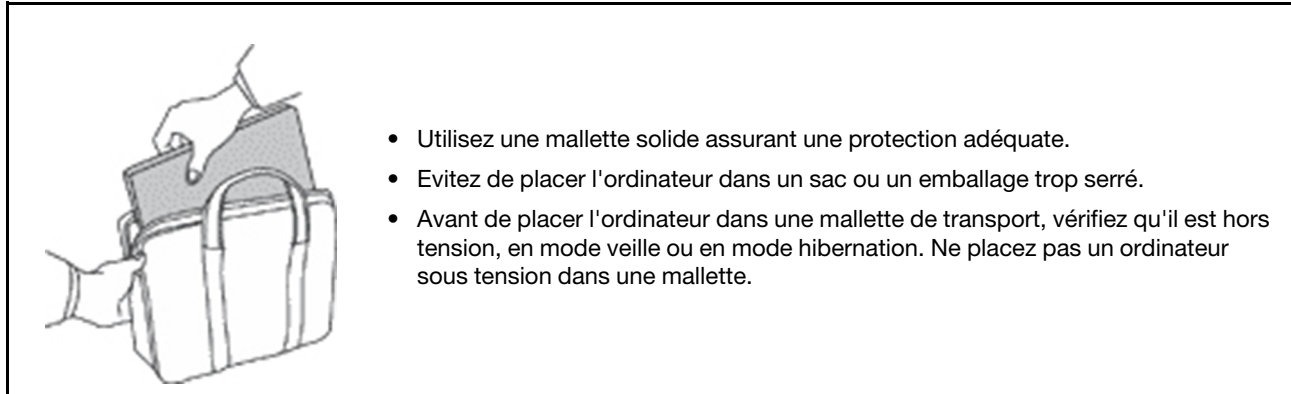 • Utilisez une mallette solide assurant une protection adéquate.
• Evitez de placer l'ordinateur dans un sac ou un emballage trop serré.
• Avant de placer l'ordinateur dans une mallette de transport, vérifiez qu'il est hors
tension, en mode veille ou en mode hibernation. Ne placez pas un ordinateur
sous tension dans une mallette.